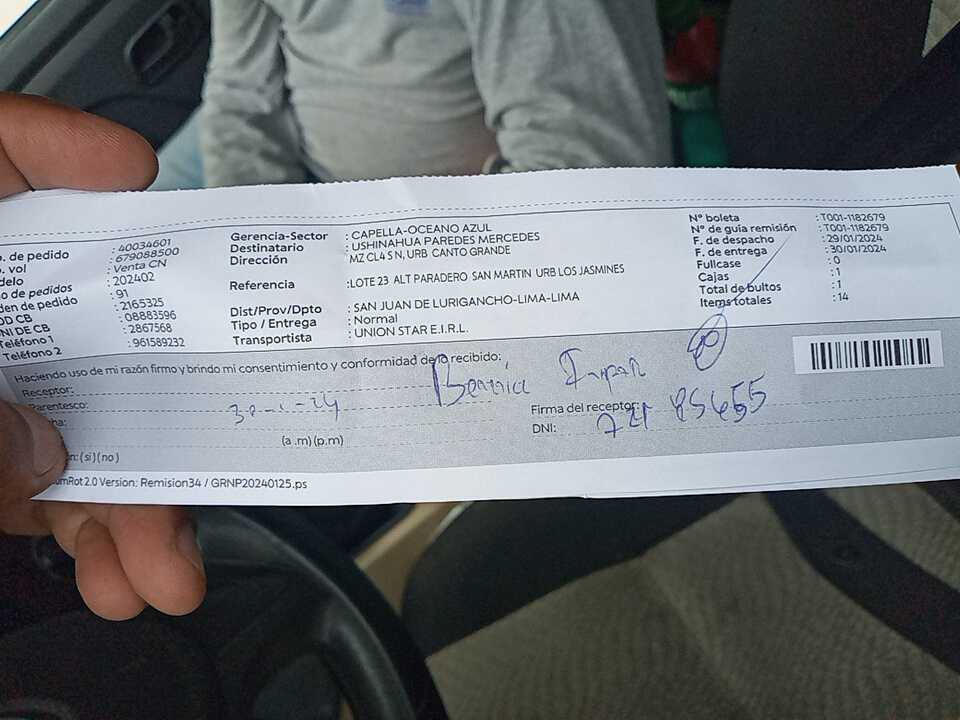 . de pedido : 40034601
. vol : 679088500
delo : Venta CN
o de pedidos : 202402
den de pedido : 91
OD CB : 2165325
NI DE CB : 08883596
Teléfono 1 : 2867568
Teléfono 2 : 961589232
Gerencia-Sector : CAPELLA-OCEANO AZUL
Destinatario : USHINAHUA PAREDES MERCEDES
Dirección : MZ CL4 S N, URB CANTO GRANDE
Referencia :LOTE 23 ALT PARADERO SAN MARTIN URB LOS JASMINES
Dist/Prov/Dpto : SAN JUAN DE LURIGANCHO-LIMA-LIMA
Tipo / Entrega : Normal
Transportista : UNION STAR E.I.R.L.
N° boleta : T001-1182679
N° de guía remisión : T001-1182679
F. de despacho : 29/01/2024
F. de entrega : 30/01/2024
Fullcase : 0
Cajas : 1
Total de bultos : 1
Items totales : 14
Haciendo uso de mi razón firmo y brindo mi consentimiento y conformidad de lo recibido:
Receptor:
Parentesco:
30-1-24
(a.m)(p.m)
Firma del receptor:
DNI:
n: (si)(no)
umRot 2.0 Version: Remision34 / GRNP20240125.ps